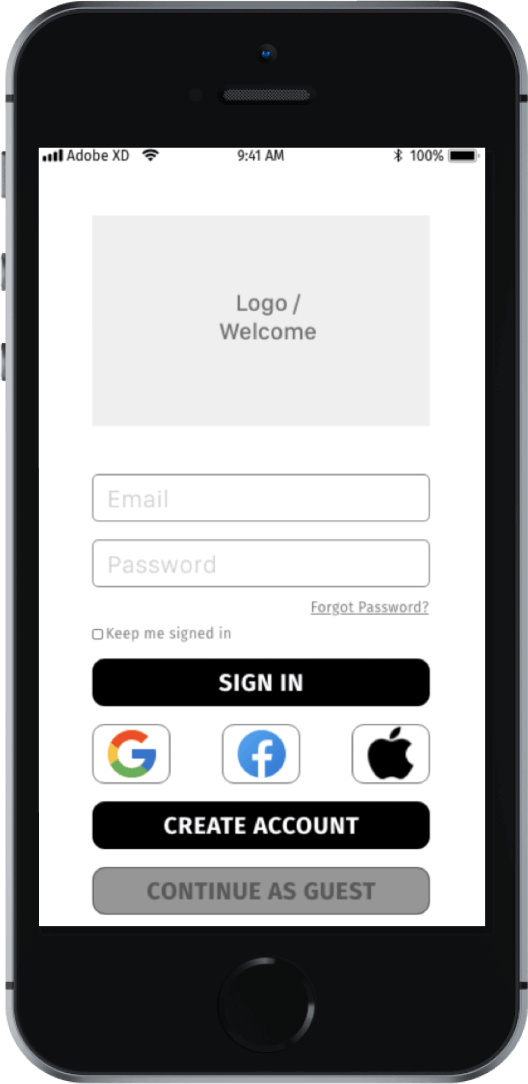 Adobe XD 9:41 AM 100%
Logo /
Welcome
Email
Password
Forgot Password?
Keep me signed in
SIGN IN
CREATE ACCOUNT
CONTINUE AS GUEST